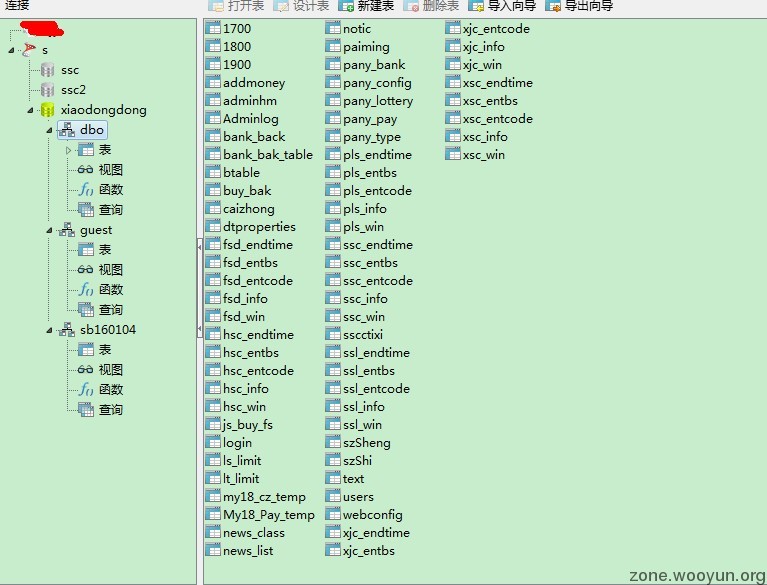 连接
打开表 设计表 新建表 删除表 导入向导 导出向导
s
ssc
ssc2
xiaodongdong
dbo
表
视图
函数
查询
guest
表
视图
函数
查询
sb160104
表
视图
函数
查询
1700
1800
1900
addmoney
adminhm
Adminlog
bank_back
bank_bak_table
btable
buy_bak
caizhong
dtproperties
fsd_endtime
fsd_entbs
fsd_entcode
fsd_info
fsd_win
hsc_endtime
hsc_entbs
hsc_entcode
hsc_info
hsc_win
js_buy_fs
login
ls_limit
lt_limit
my18_cz_temp
My18_Pay_temp
news_class
news_list
notic
paiming
pany_bank
pany_config
pany_lottery
pany_pay
pany_type
pls_endtime
pls_entbs
pls_entcode
pls_info
pls_win
ssc_endtime
ssc_entbs
ssc_entcode
ssc_info
ssc_win
sscctixi
ssl_endtime
ssl_entbs
ssl_entcode
ssl_info
ssl_win
szSheng
szShi
text
users
webconfig
xjc_endtime
xjc_entbs
xjc_entcode
xjc_info
xjc_win
xsc_endtime
xsc_entbs
xsc_entcode
xsc_info
xsc_win
zone.wooyun.org